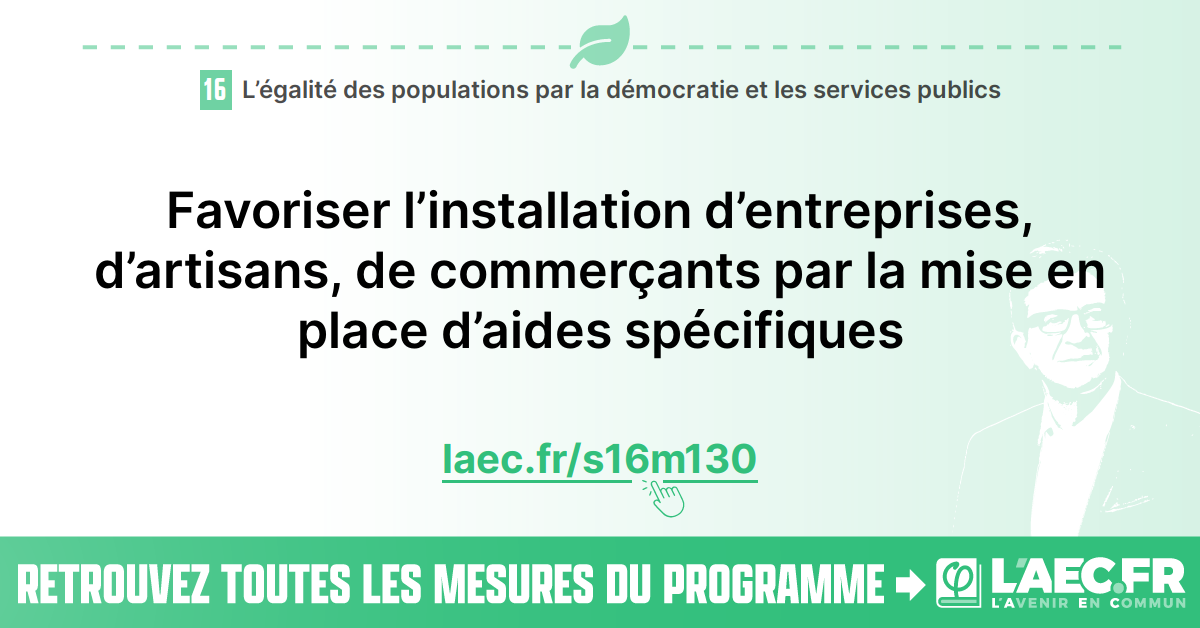 16 L’égalité des populations par la démocratie et les services publics
Favoriser l’installation d’entreprises,
d’artisans, de commerçants par la mise en
place d’aides spécifiques
laec.fr/s16m130
RETROUVEZ TOUTES LES MESURES DU PROGRAMME
L'AEC.FR
L'AVENIR EN COMMUN